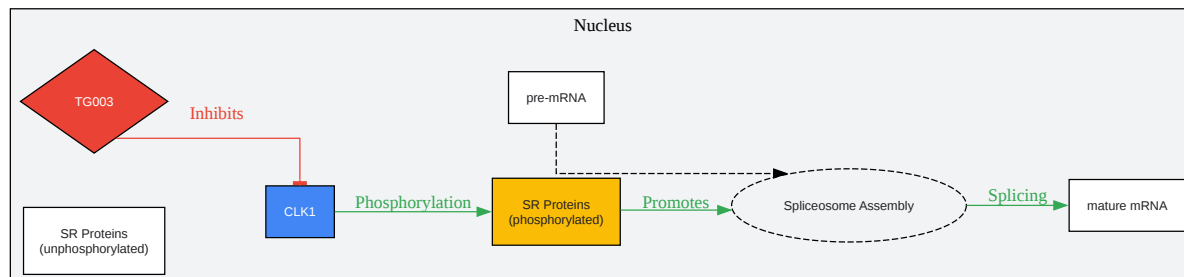 Nucleus
TG003
Inhibits
pre-mRNA
CLK1
Phosphorylation
SR Proteins
(phosphorylated)
Promotes
Spliceosome Assembly
Splicing
mature mRNA
SR Proteins
(unphosphorylated)